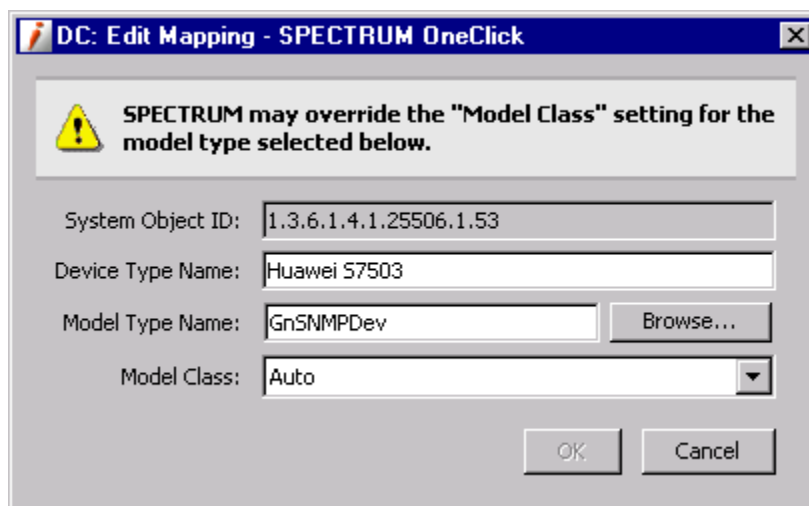 DC: Edit Mapping - SPECTRUM OneClick
SPECTRUM may override the "Model Class" setting for the
model type selected below.
System Object ID: 1.3.6.1.4.1.25506.1.53
Device Type Name: Huawei S7503
Model Type Name: GnSNMPDev Browse...
Model Class: Auto
OK Cancel